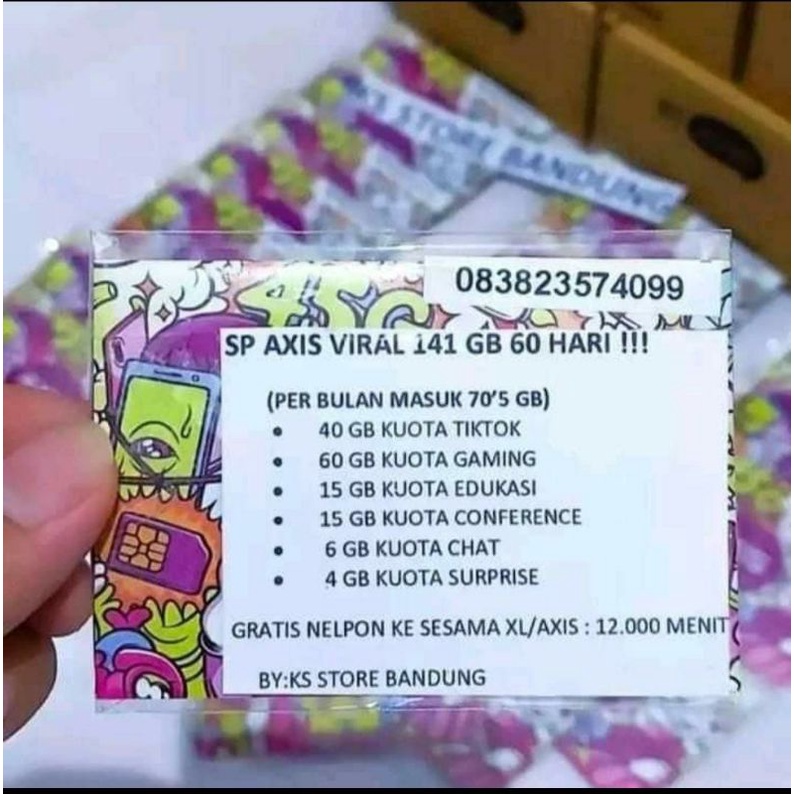 KS STORE BANDUNG
083823574099
SP AXIS VIRAL 141 GB 60 HARI !!!
(PER BULAN MASUK 70'5 GB)
• 40 GB KUOTA TIKTOK
• 60 GB KUOTA GAMING
• 15 GB KUOTA EDUKASI
• 15 GB KUOTA CONFERENCE
• 6 GB KUOTA CHAT
• 4 GB KUOTA SURPRISE
GRATIS NELPON KE SESAMA XL/AXIS : 12.000 MENIT
BY:KS STORE BANDUNG